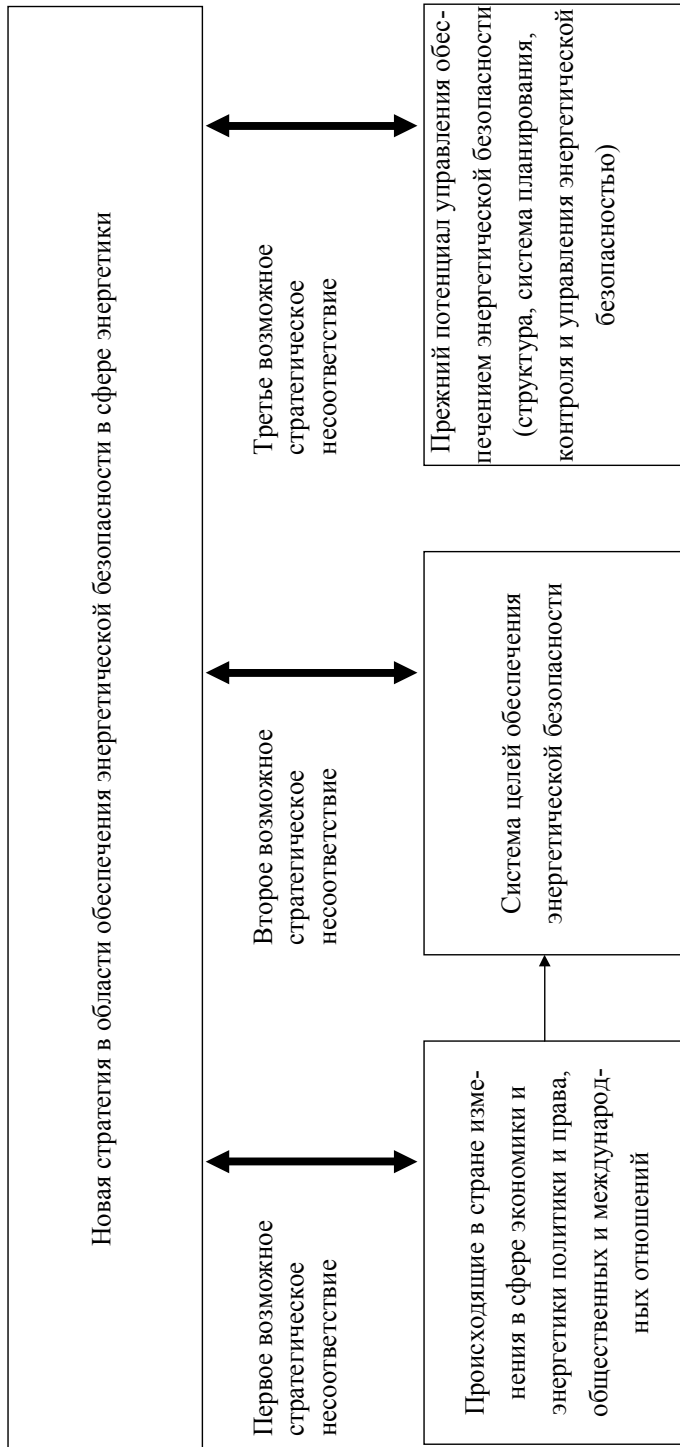 Новая стратегия в области обеспечения энергетической безопасности в сфере энергетики
Первое возможное
стратегическое
несоответствие
Второе возможное
стратегическое
несоответствие
Третье возможное
стратегическое
несоответствие
Происходящие в стране изме-
нения в сфере экономики и
энергетики политики и права,
общественных и международ-
ных отношений
Система целей обеспечения
энергетической безопасности
Прежний потенциал управления обес-
печением энергетической безопасности
(структура, система планирования,
контроля и управления энергетической
безопасностью)